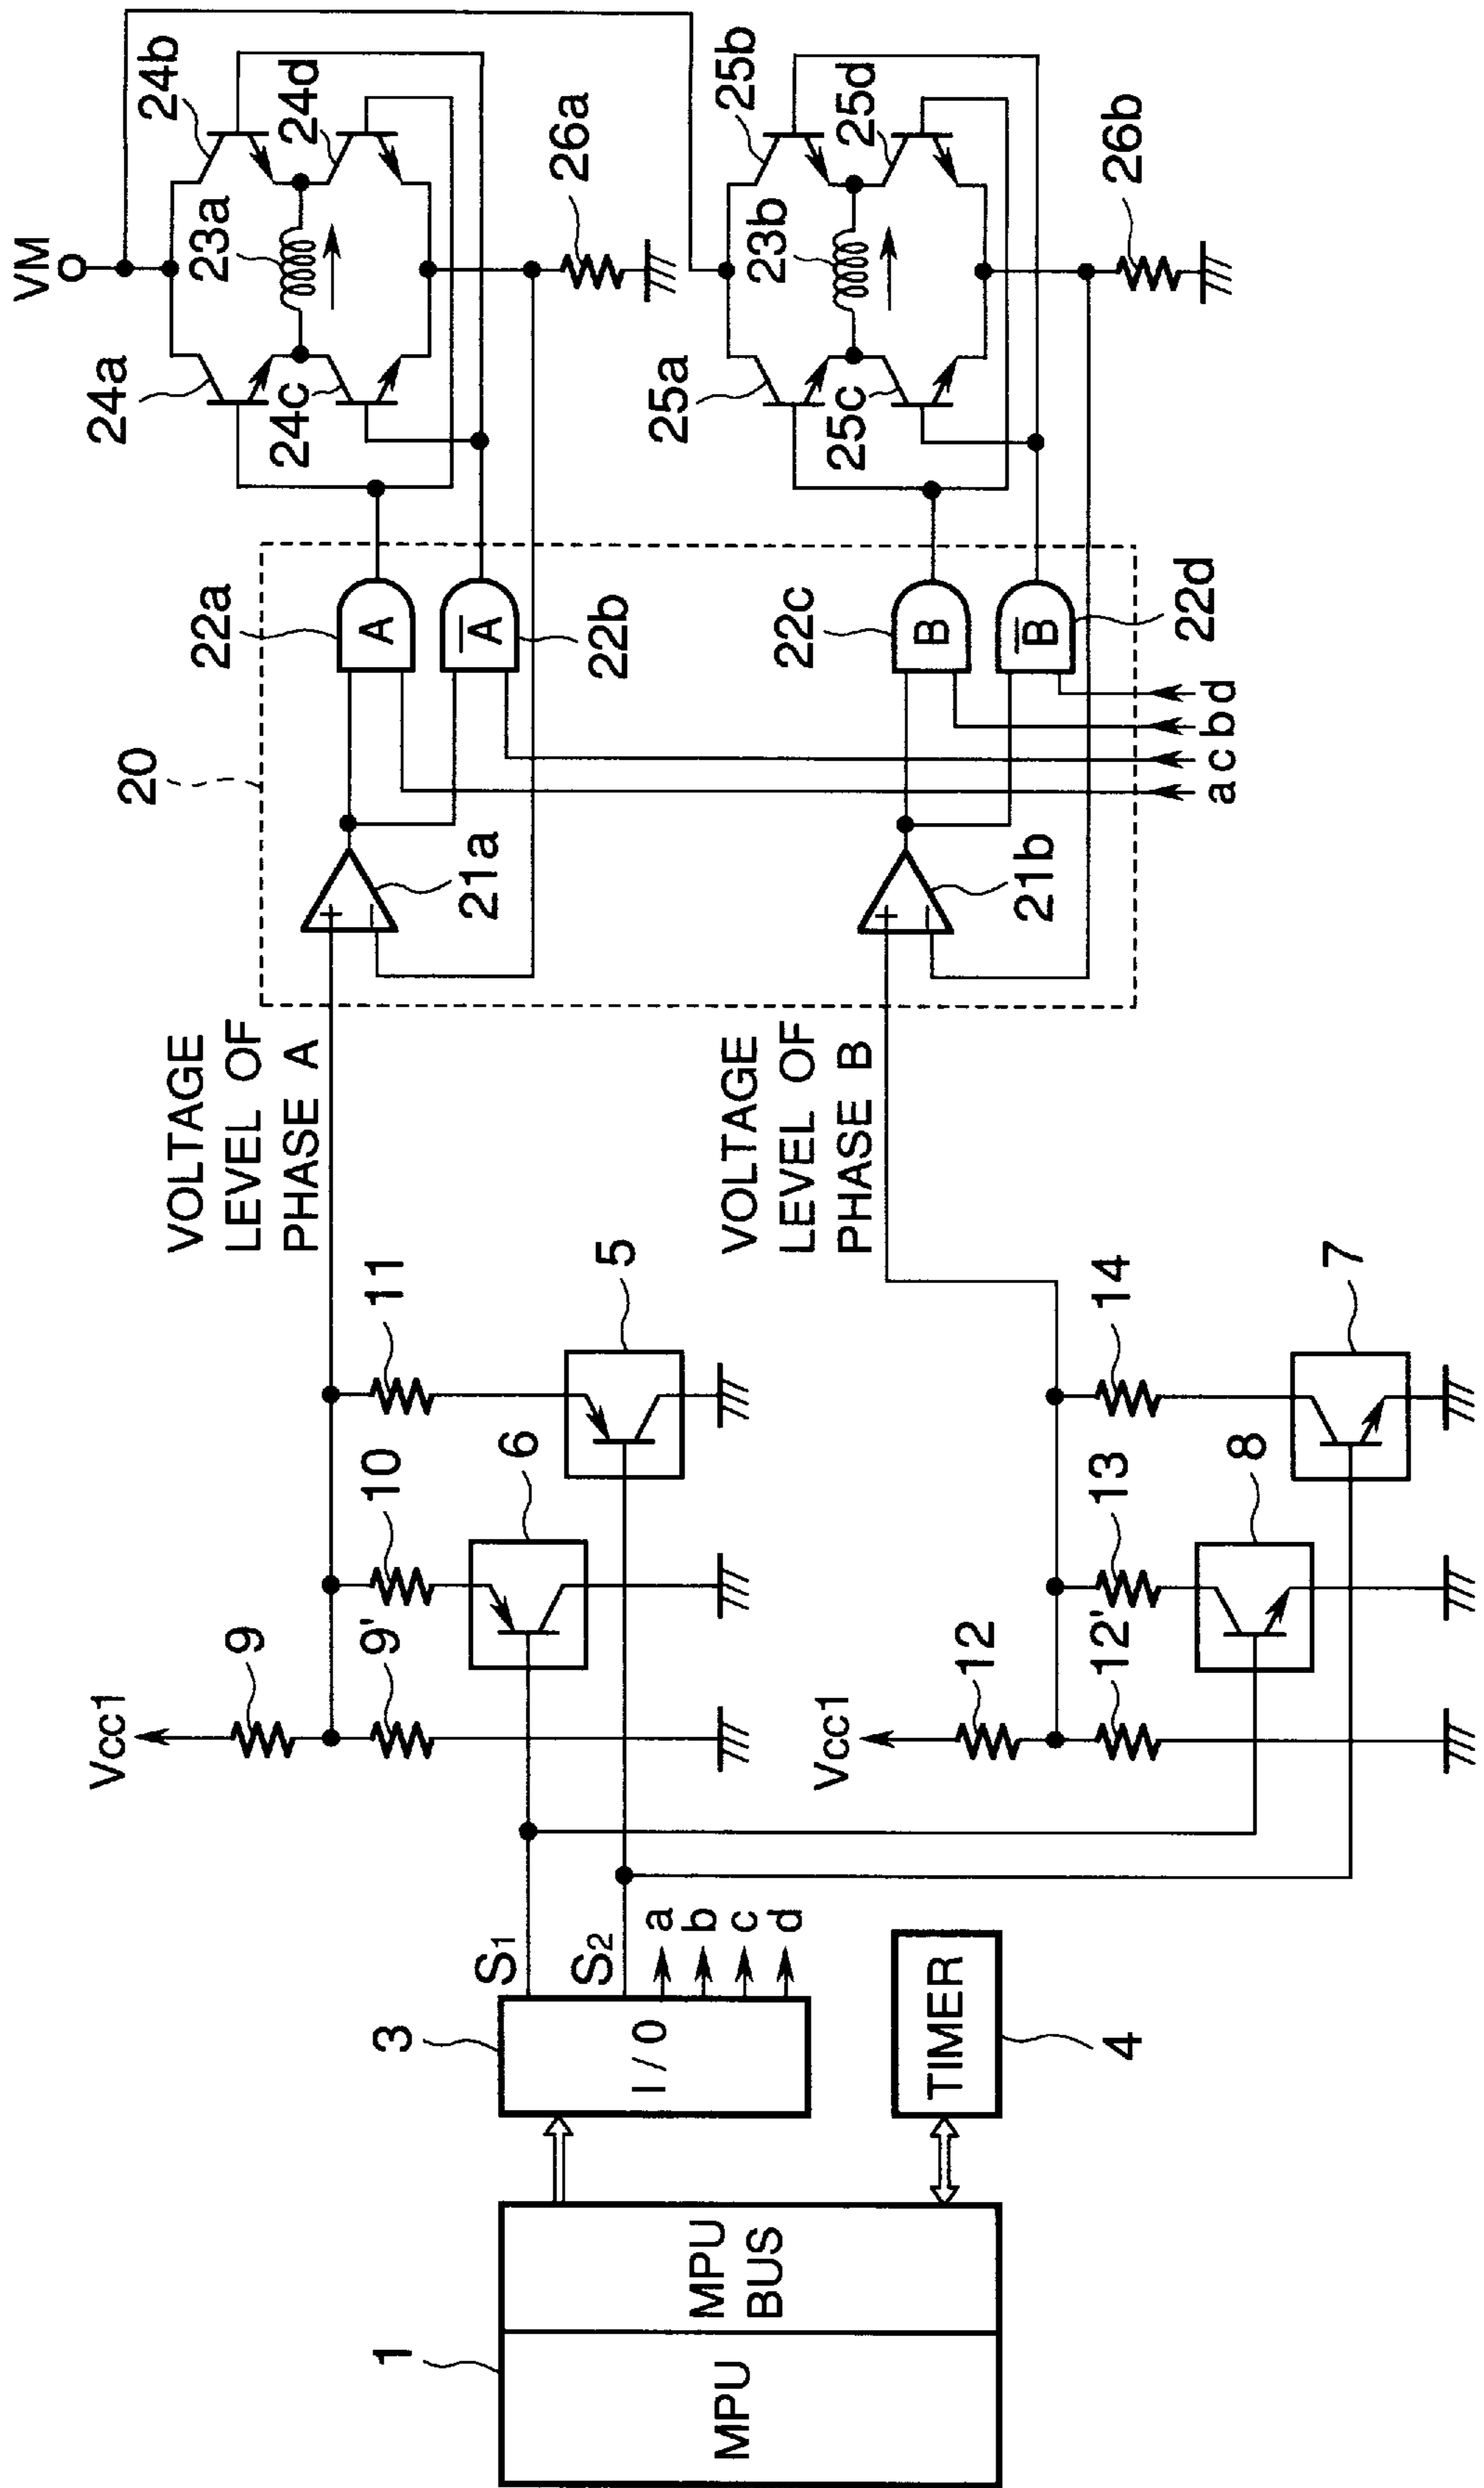 1
MPU
MPU
BUS
3
I/O
TIMER
4
S1
S2
a
b
c
d
Vcc1
9
9'
10
6
11
5
Vcc1
12
12'
13
8
14
7
VOLTAGE
LEVEL OF
PHASE A
VOLTAGE
LEVEL OF
PHASE B
20
+
−
21a
22a
A
A̅
22b
+
−
21b
22c
B
B̅
22d
a c b d
VM
24a
24b
23a
24c
24d
26a
25a
25b
23b
25c
25d
26b